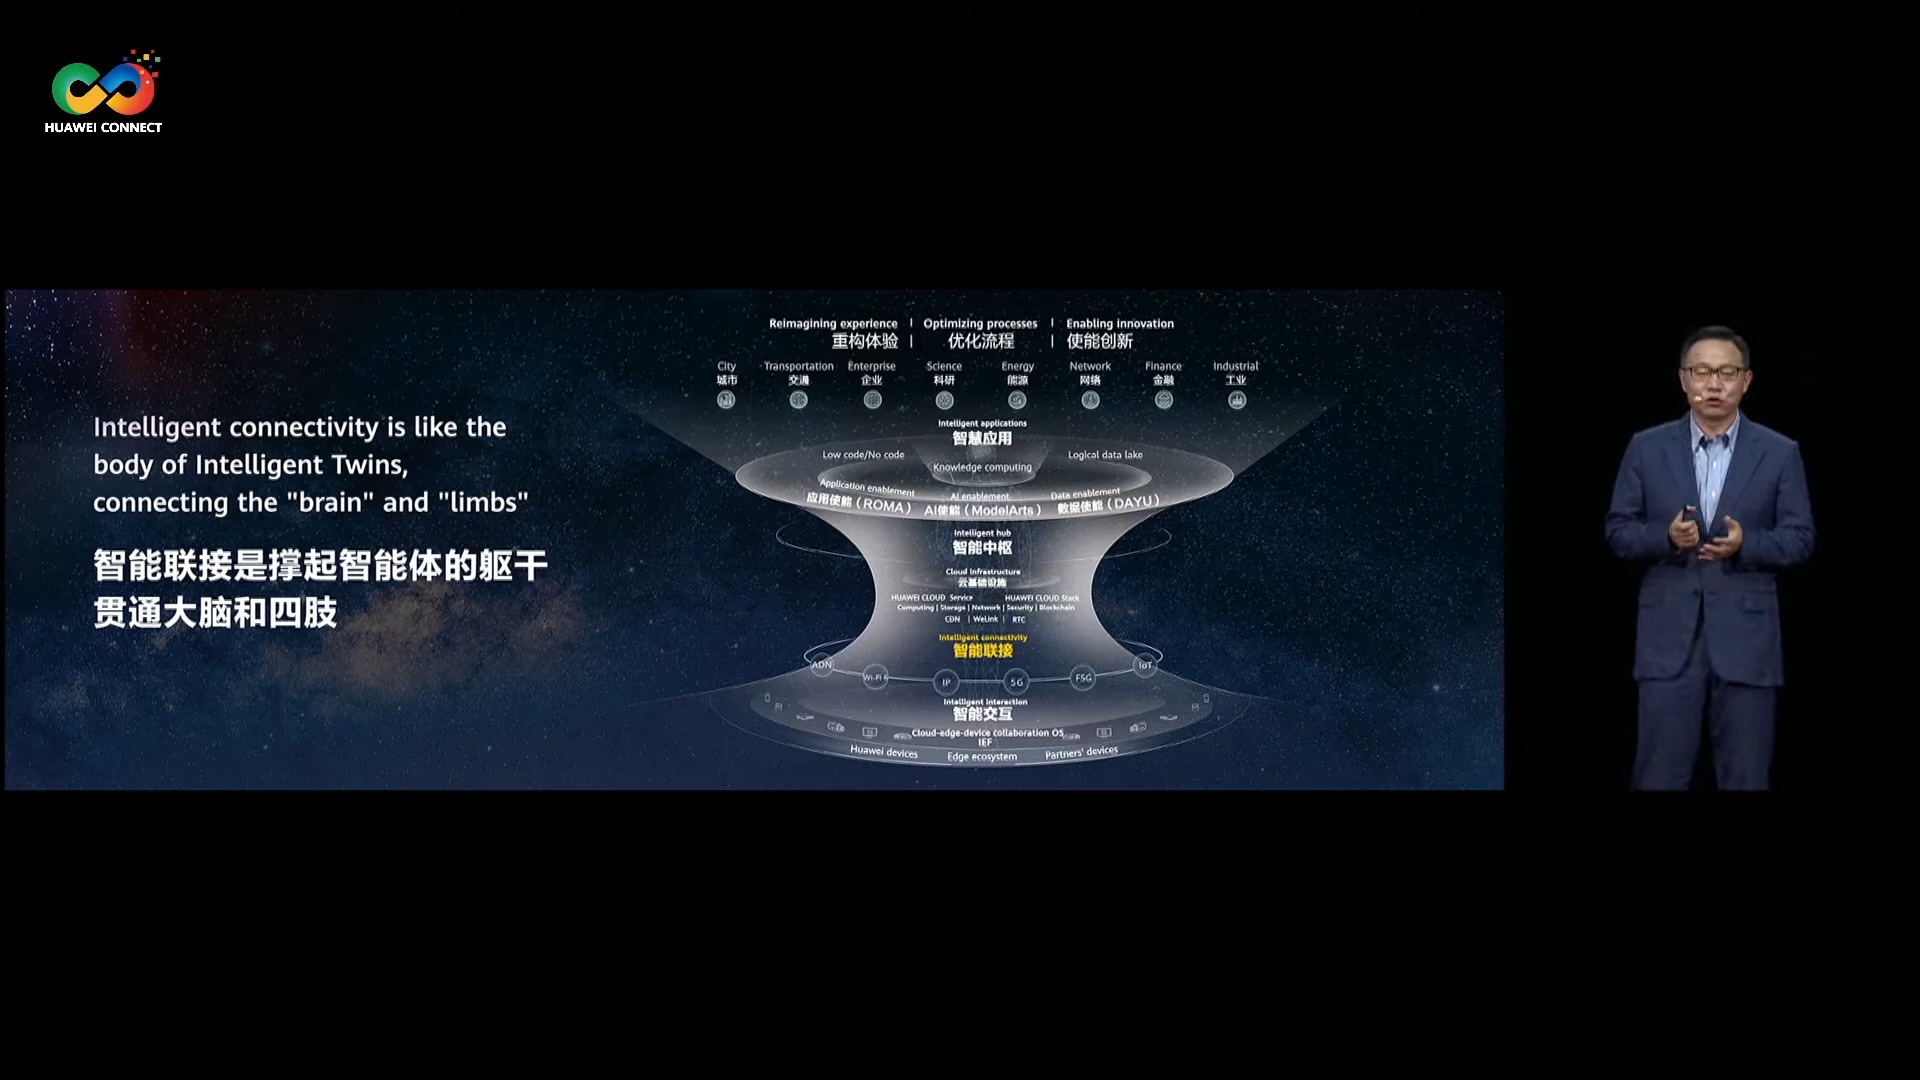 HUAWEI CONNECT
Intelligent connectivity is like the
body of Intelligent Twins,
connecting the "brain" and "limbs"
智能联接是撑起智能体的躯干
贯通大脑和四肢
Reimagining experience | Optimizing processes | Enabling innovation
重构体验 | 优化流程 | 使能创新
City Transportation Enterprise Science Energy Network Finance Industrial
城市 交通 企业 科研 能源 网络 金融 工业
Intelligent applications
智慧应用
Low code/No code Knowledge computing Logical data lake
Application enablement AI enablement Data enablement
应用使能（ROMA） AI使能（ModelArts） 数据使能（DAYU）
Intelligent hub
智能中枢
Cloud Infrastructure
云基础设施
HUAWEI CLOUD Service HUAWEI CLOUD Stack
Computing | Storage | Network | Security | Blockchain
CDN | WeLink | RTC
Intelligent connectivity
智能联接
ADN Wi-Fi 6 IP 5G F5G IoT
Intelligent interaction
智能交互
Cloud-edge-device collaboration OS
IEF
Huawei devices Edge ecosystem Partners' devices